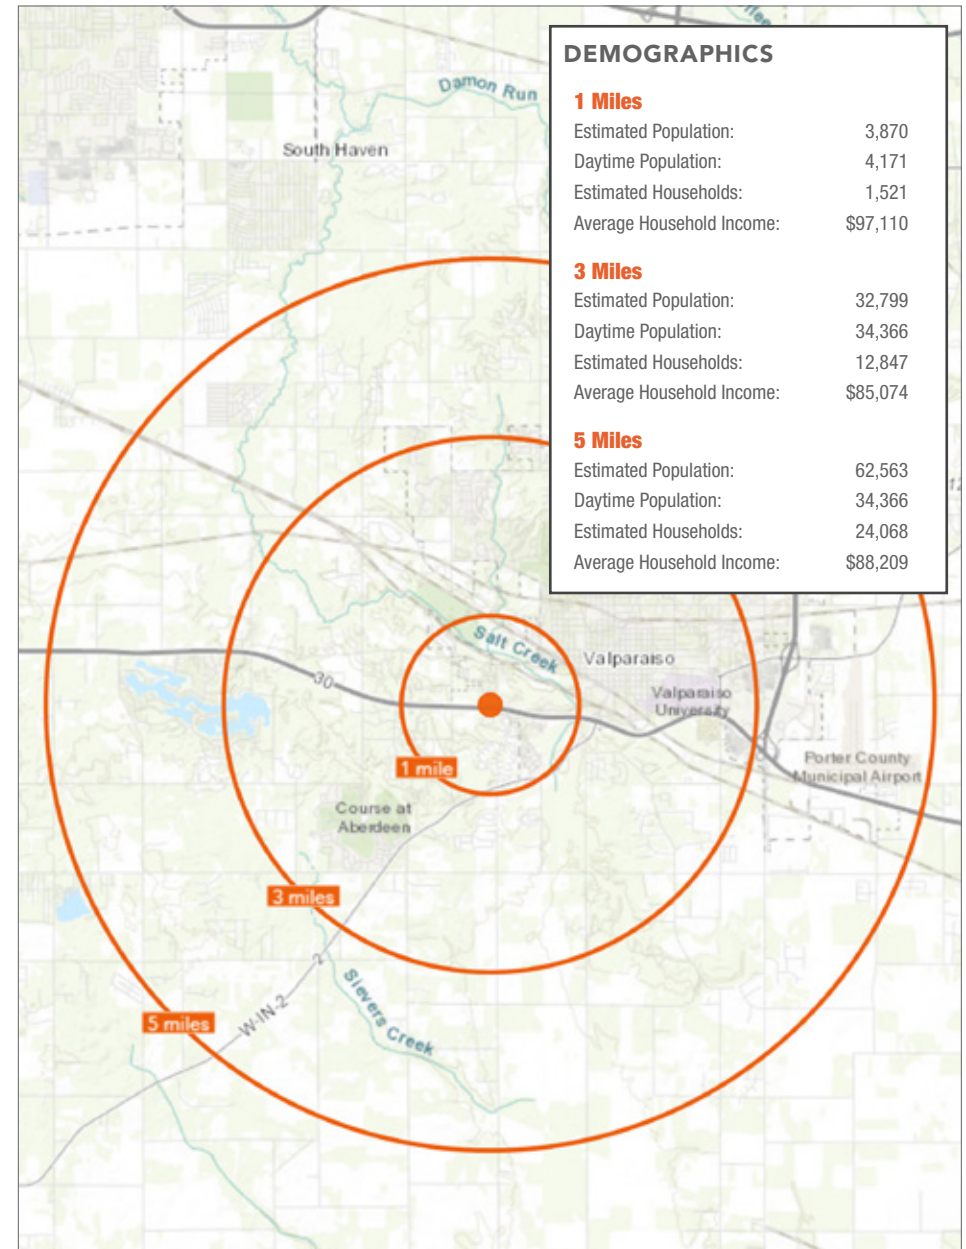 Damon Run
South Haven
DEMOGRAPHICS
1 Miles
Estimated Population: 3,870
Daytime Population: 4,171
Estimated Households: 1,521
Average Household Income: $97,110
3 Miles
Estimated Population: 32,799
Daytime Population: 34,366
Estimated Households: 12,847
Average Household Income: $85,074
5 Miles
Estimated Population: 62,563
Daytime Population: 34,366
Estimated Households: 24,068
Average Household Income: $88,209
Salt Creek
Valparaiso
30
Valparaiso
University
1 mile
Porter County
Municipal Airport
Course at
Aberdeen
3 miles
2
Sievers Creek
W-IN-2
5 miles